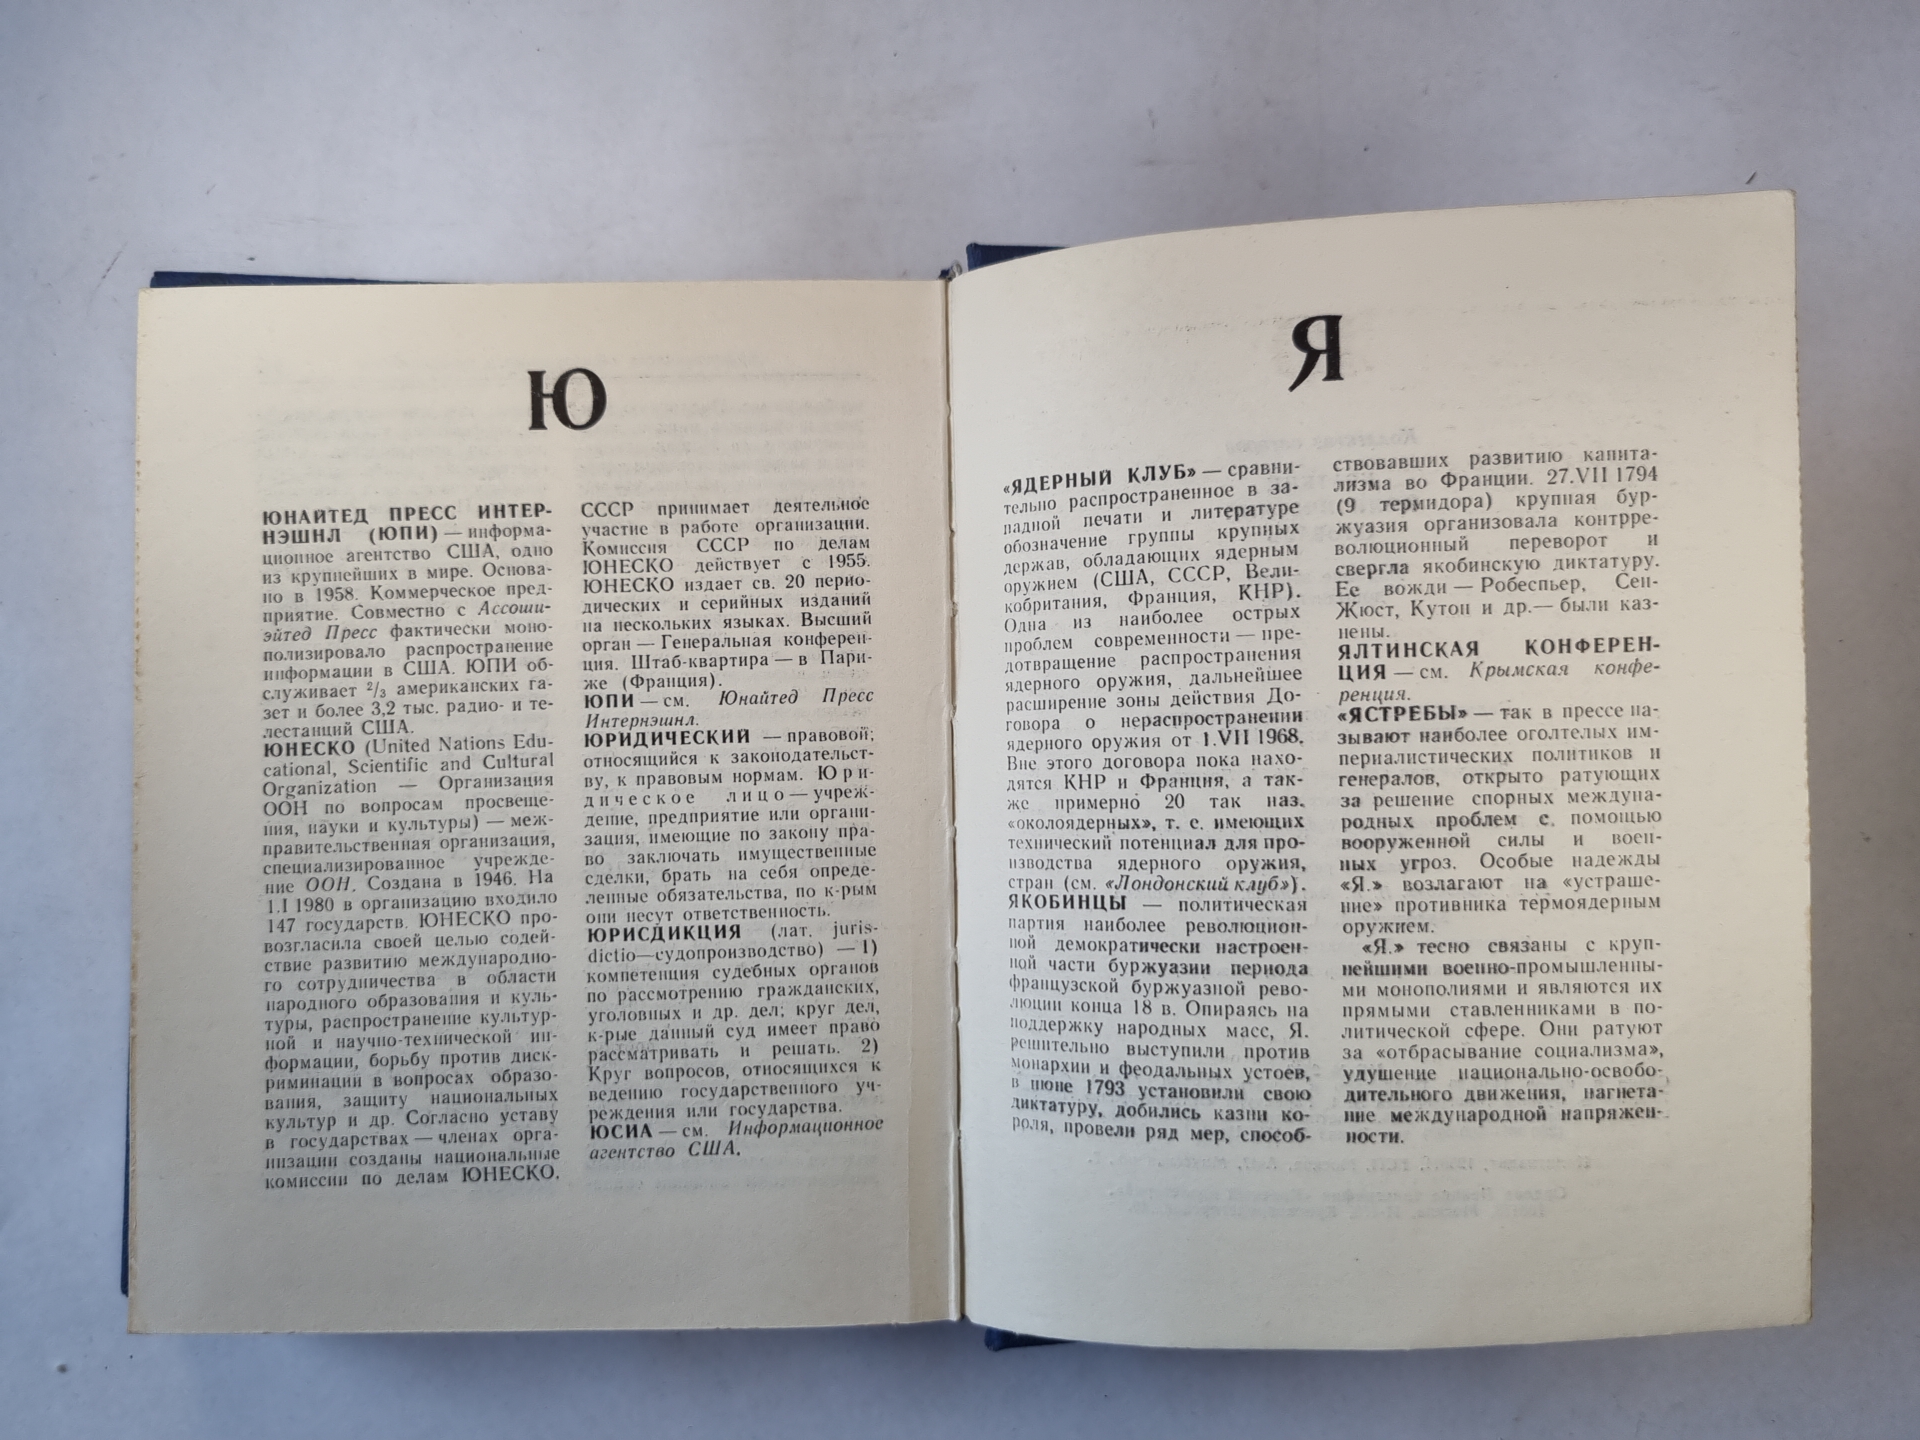 Ю
ЮНАЙТЕД ПРЕСС ИНТЕР-
НЭШНЛ (ЮПИ) — информа-
ционное агентство США, одно
из крупнейших в мире. Основа-
но в 1958. Коммерческое пред-
приятие. Совместно с Ассоши-
эйтед Пресс фактически моно-
полизировало распространение
информации в США. ЮПИ об-
служивает 2/3 американских га-
зет и более 3,2 тыс. радио- и те-
лестанций США.
ЮНЕСКО (United Nations Edu-
cational, Scientific and Cultural
Organization — Организация
ООН по вопросам просвеще-
ния, науки и культуры) — меж-
правительственная организация,
специализированное учрежде-
ние ООН. Создана в 1946. На
1.I 1980 в организацию входило
147 государств. ЮНЕСКО про-
возгласила своей целью содей-
ствие развитию международно-
го сотрудничества в области
народного образования и куль-
туры, распространение культур-
ной и научно-технической ин-
формации, борьбу против диск-
риминации в вопросах образо-
вания, защиту национальных
культур и др. Согласно уставу
в государствах — членах орга-
низации созданы национальные
комиссии по делам ЮНЕСКО.
СССР принимает деятельное
участие в работе организации.
Комиссия СССР по делам
ЮНЕСКО действует с 1955.
ЮНЕСКО издает св. 20 перио-
дических и серийных изданий
на нескольких языках. Высший
орган — Генеральная конферен-
ция. Штаб-квартира — в Пари-
же (Франция).
ЮПИ — см. Юнайтед Пресс
Интернэшнл.
ЮРИДИЧЕСКИЙ — правовой;
относящийся к законодательст-
ву, к правовым нормам. Юри-
дическое лицо — учреж-
дение, предприятие или органи-
зация, имеющие по закону пра-
во заключать имущественные
сделки, брать на себя опреде-
ленные обязательства, по к-рым
они несут ответственность.
ЮРИСДИКЦИЯ (лат. juris-
dictio—судопроизводство) — 1)
компетенция судебных органов
по рассмотрению гражданских,
уголовных и др. дел; круг дел,
к-рые данный суд имеет право
рассматривать и решать. 2)
Круг вопросов, относящихся к
ведению государственного уч-
реждения или государства.
ЮСИА — см. Информационное
агентство США.
Я
«ЯДЕРНЫЙ КЛУБ» — сравни-
тельно распространенное в за-
падной печати и литературе
обозначение группы крупных
держав, обладающих ядерным
оружием (США, СССР, Вели-
кобритания, Франция, КНР).
Одна из наиболее острых
проблем современности — пре-
дотвращение распространения
ядерного оружия, дальнейшее
расширение зоны действия До-
говора о нераспространении
ядерного оружия от 1.VII 1968.
Вне этого договора пока нахо-
дятся КНР и Франция, а так-
же примерно 20 так наз.
«околоядерных», т. е. имеющих
технический потенциал для про-
изводства ядерного оружия,
стран (см. «Лондонский клуб»).
ЯКОБИНЦЫ — политическая
партия наиболее революцион-
ной демократически настроен-
ной части буржуазии периода
французской буржуазной рево-
люции конца 18 в. Опираясь на
поддержку народных масс, Я.
решительно выступили против
монархии и феодальных устоев,
в июне 1793 установили свою
диктатуру, добились казни ко-
роля, провели ряд мер, способ-
ствовавших развитию капита-
лизма во Франции. 27.VII 1794
(9 термидора) крупная бур-
жуазия организовала контрре-
волюционный переворот и
свергла якобинскую диктатуру.
Ее вожди — Робеспьер, Сен-
Жюст, Кутон и др.— были каз-
нены.
ЯЛТИНСКАЯ КОНФЕРЕН-
ЦИЯ — см. Крымская конфе-
ренция.
«ЯСТРЕБЫ» — так в прессе на-
зывают наиболее оголтелых им-
периалистических политиков и
генералов, открыто ратующих
за решение спорных междуна-
родных проблем с помощью
вооруженной силы и воен-
ных угроз. Особые надежды
«Я.» возлагают на «устраше-
ние» противника термоядерным
оружием.
«Я.» тесно связаны с круп-
нейшими военно-промышленны-
ми монополиями и являются их
прямыми ставленниками в по-
литической сфере. Они ратуют
за «отбрасывание социализма»,
удушение национально-освобо-
дительного движения, нагнета-
ние международной напряжен-
ности.